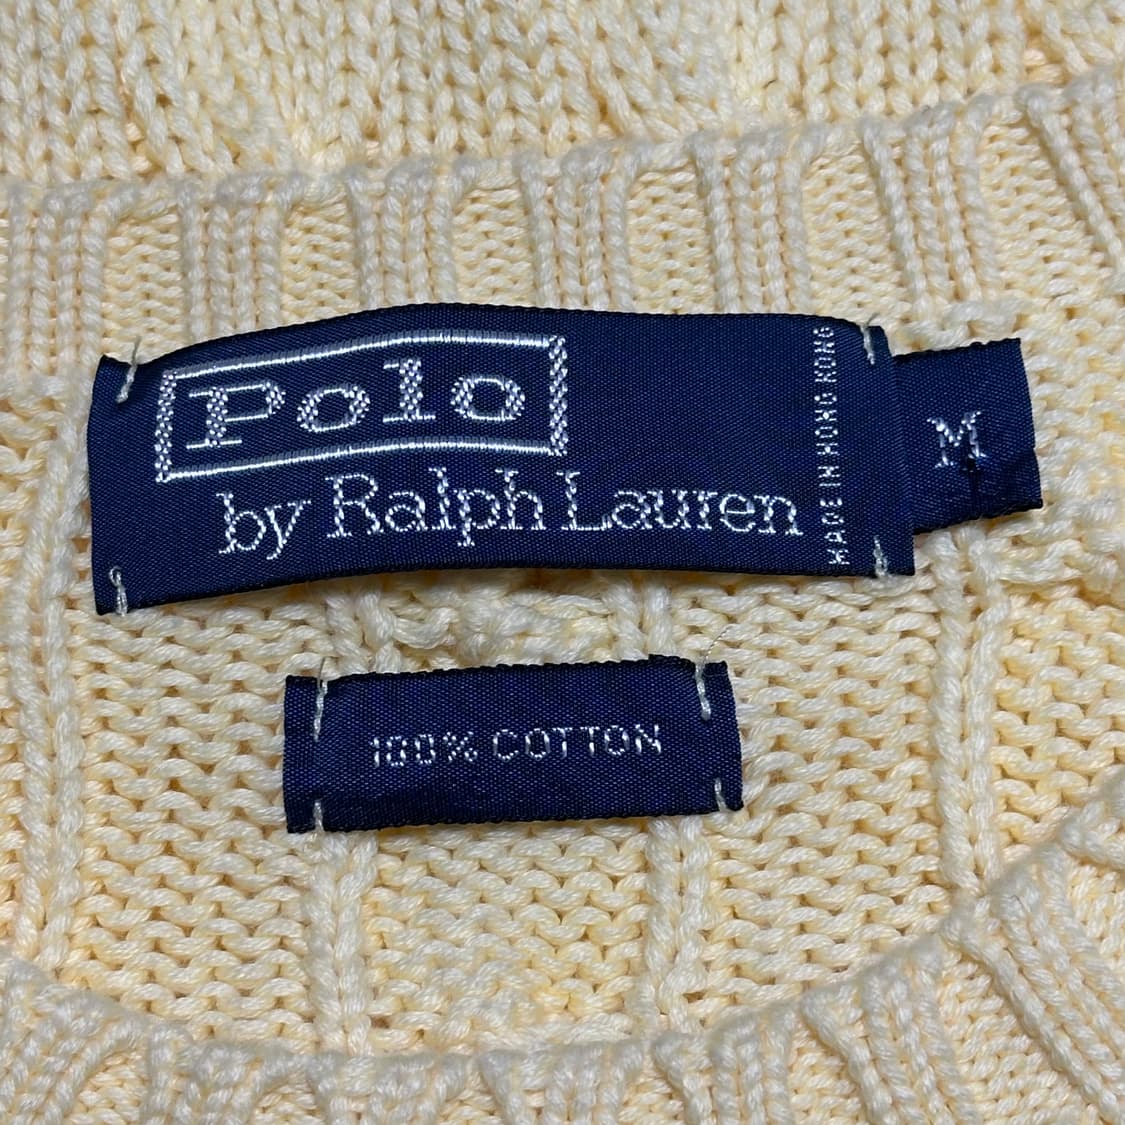 Polo
by Ralph Lauren
MADE IN HONG KONG
M
100% COTTON